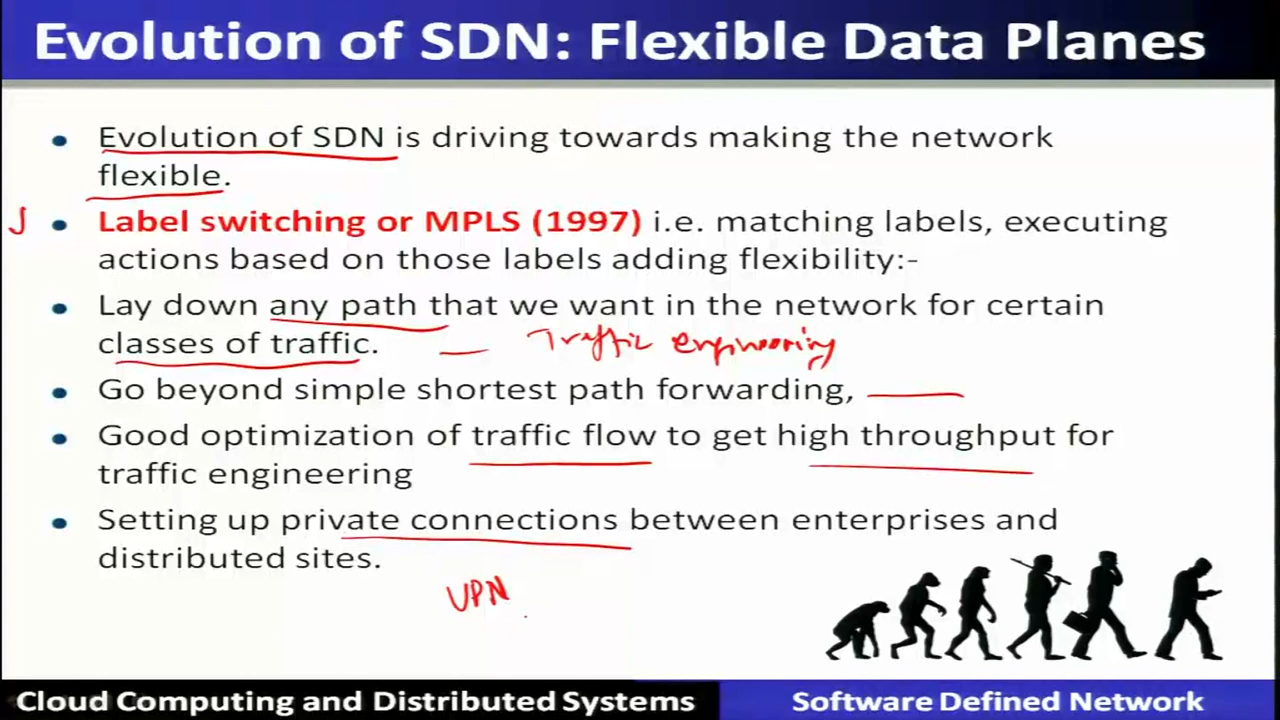 Evolution of SDN: Flexible Data Planes
• Evolution of SDN is driving towards making the network
flexible.
• Label switching or MPLS (1997) i.e. matching labels, executing
actions based on those labels adding flexibility:-
• Lay down any path that we want in the network for certain
classes of traffic. — Traffic engineering
• Go beyond simple shortest path forwarding,
• Good optimization of traffic flow to get high throughput for
traffic engineering
• Setting up private connections between enterprises and
distributed sites.
VPN
Cloud Computing and Distributed Systems
Software Defined Network